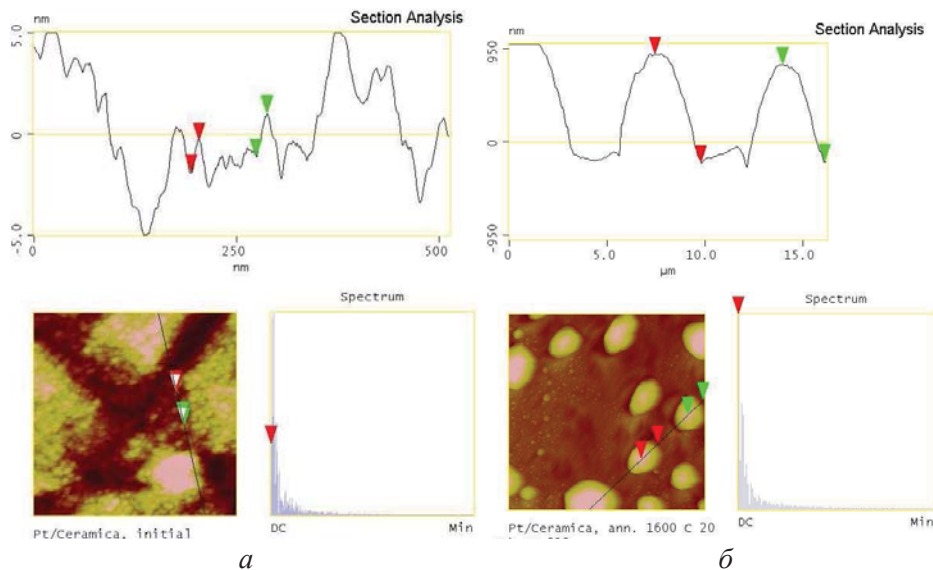 nm
Section Analysis
5.0
0
-5.0
0
250
500
nm
Spectrum
DC
Min
Pt/Ceramica, initial
а
nm
Section Analysis
950
0
-950
0
5.0
10.0
15.0
µm
Spectrum
DC
Min
Pt/Ceramica, ann. 1600 C 20
б